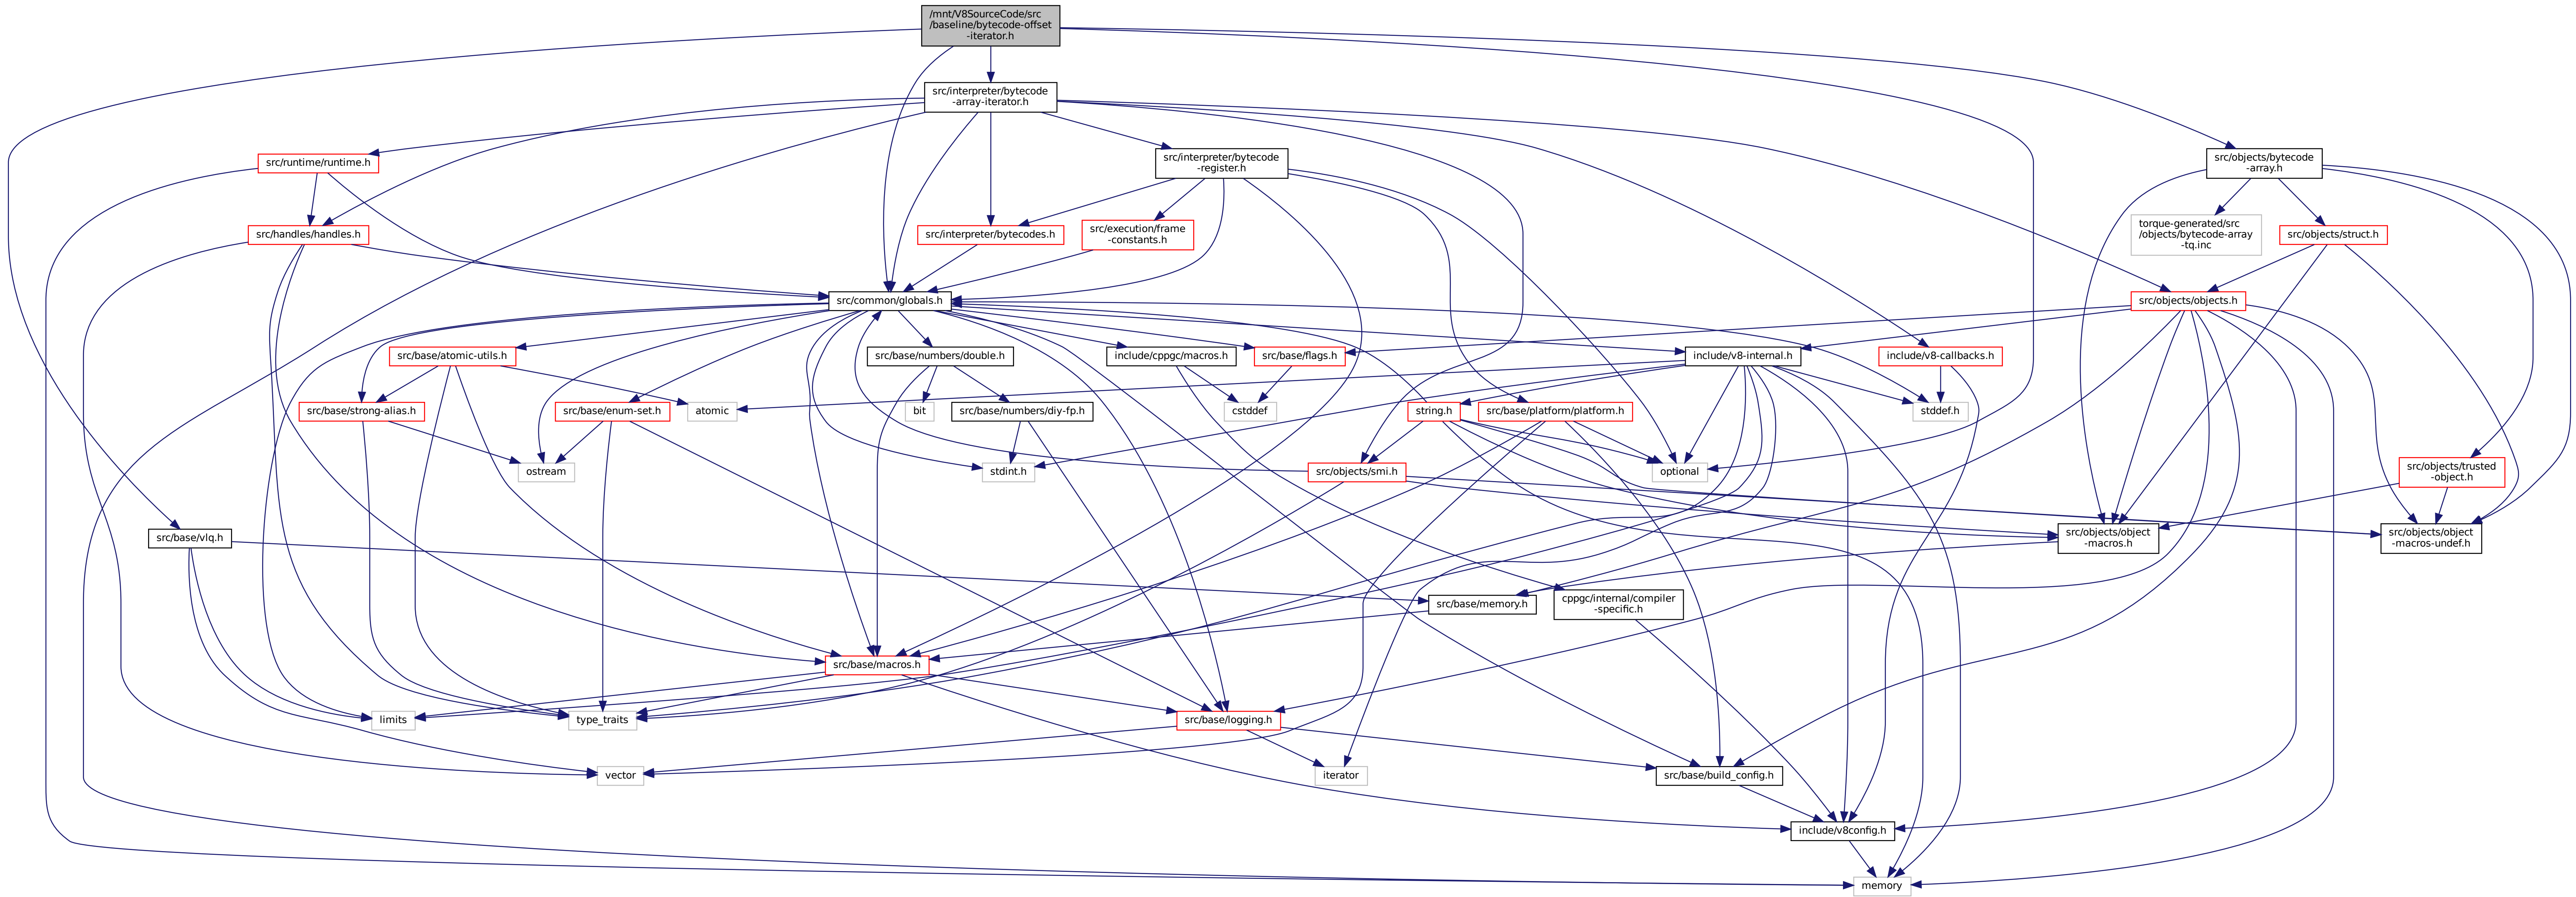 /mnt/V8SourceCode/src
/baseline/bytecode-offset
-iterator.h
src/interpreter/bytecode
-array-iterator.h
src/runtime/runtime.h
src/interpreter/bytecode
-register.h
src/objects/bytecode
-array.h
src/handles/handles.h
src/interpreter/bytecodes.h
src/execution/frame
-constants.h
torque-generated/src
/objects/bytecode-array
-tq.inc
src/objects/struct.h
src/common/globals.h
src/objects/objects.h
src/base/atomic-utils.h
src/base/numbers/double.h
include/cppgc/macros.h
src/base/flags.h
include/v8-internal.h
include/v8-callbacks.h
src/base/strong-alias.h
src/base/enum-set.h
atomic
bit
src/base/numbers/diy-fp.h
cstddef
string.h
src/base/platform/platform.h
stddef.h
ostream
stdint.h
src/objects/smi.h
optional
src/objects/trusted
-object.h
src/base/vlq.h
src/objects/object
-macros.h
src/objects/object
-macros-undef.h
src/base/memory.h
cppgc/internal/compiler
-specific.h
src/base/macros.h
limits
type_traits
src/base/logging.h
vector
iterator
src/base/build_config.h
include/v8config.h
memory